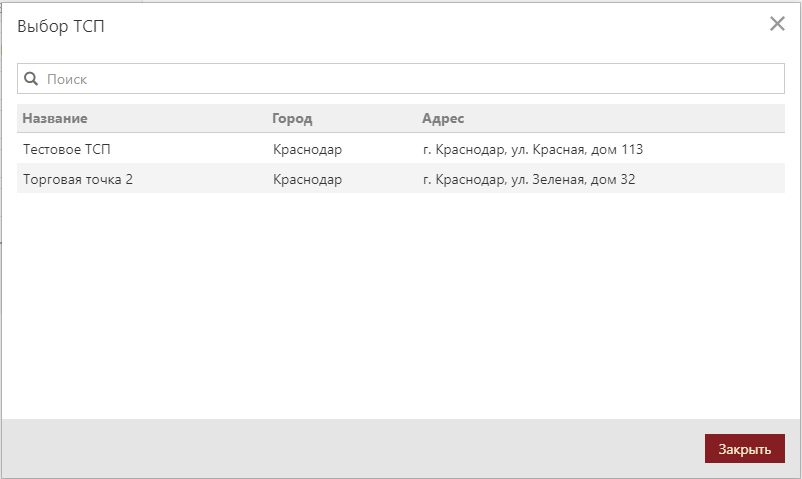 Выбор ТСП
Поиск
Название Город Адрес
Тестовое ТСП Краснодар г. Краснодар, ул. Красная, дом 113
Торговая точка 2 Краснодар г. Краснодар, ул. Зеленая, дом 32
Закрыть